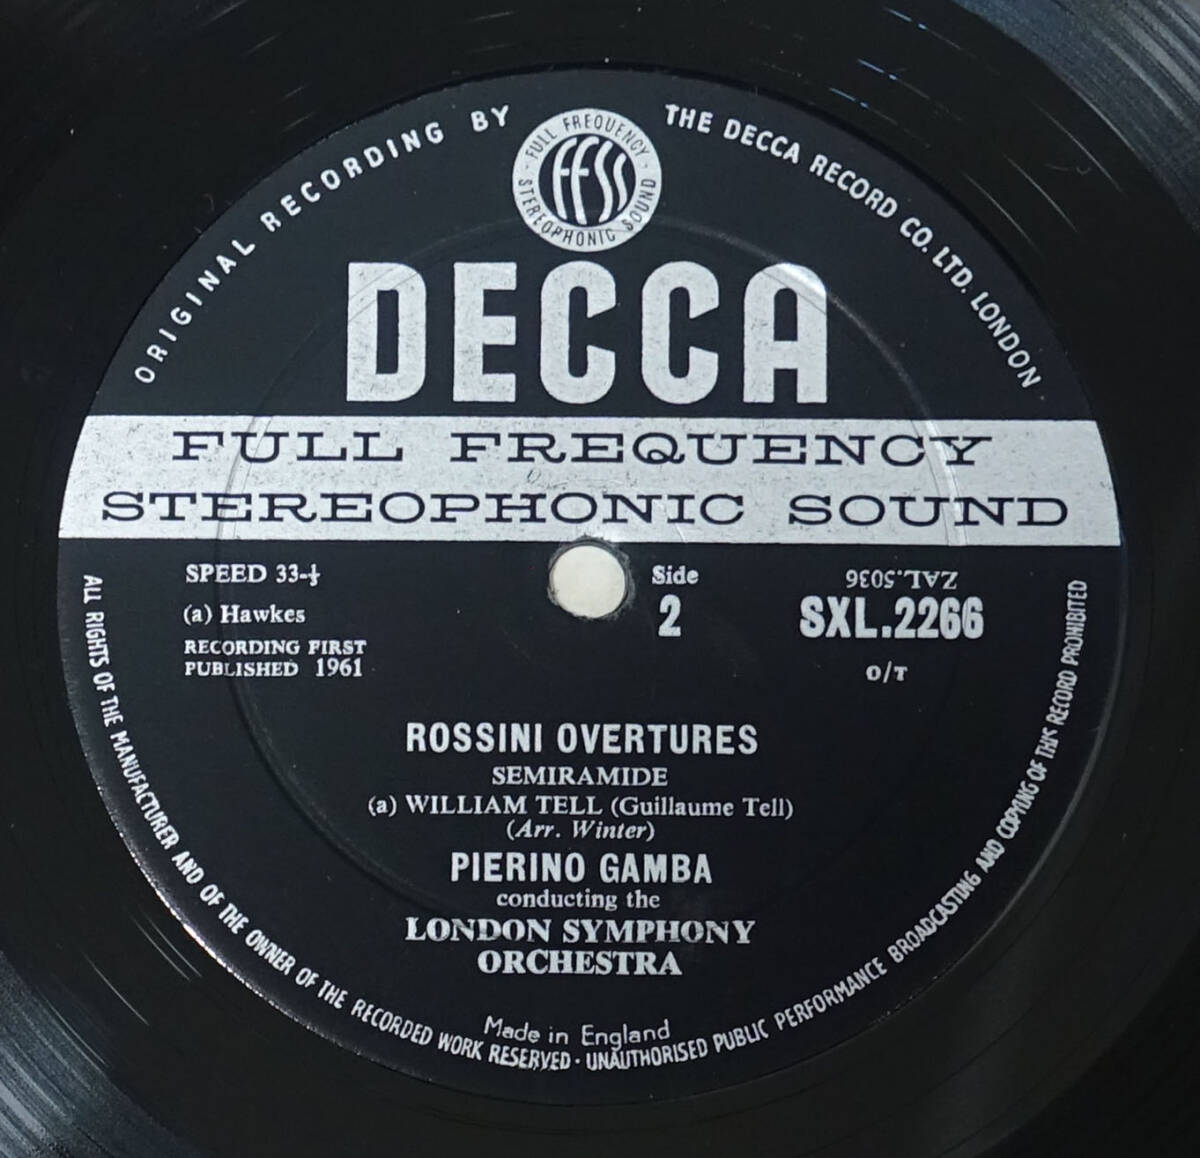 ORIGINAL RECORDING BY
THE DECCA RECORD CO. LTD. LONDON
· FULL FREQUENCY ·
STEREOPHONIC SOUND
FFSS
DECCA
FULL FREQUENCY
STEREOPHONIC SOUND
SPEED 33-⅓
(a) Hawkes
RECORDING FIRST
PUBLISHED 1961
Side
2
ZAL.5036
SXL.2266
O/T
ROSSINI OVERTURES
SEMIRAMIDE
(a) WILLIAM TELL (Guillaume Tell)
(Arr. Winter)
PIERINO GAMBA
conducting the
LONDON SYMPHONY
ORCHESTRA
Made in England
ALL RIGHTS OF THE MANUFACTURER AND OF THE OWNER OF THE RECORDED WORK RESERVED · UNAUTHORISED PUBLIC PERFORMANCE BROADCASTING AND COPYING OF THIS RECORD PROHIBITED